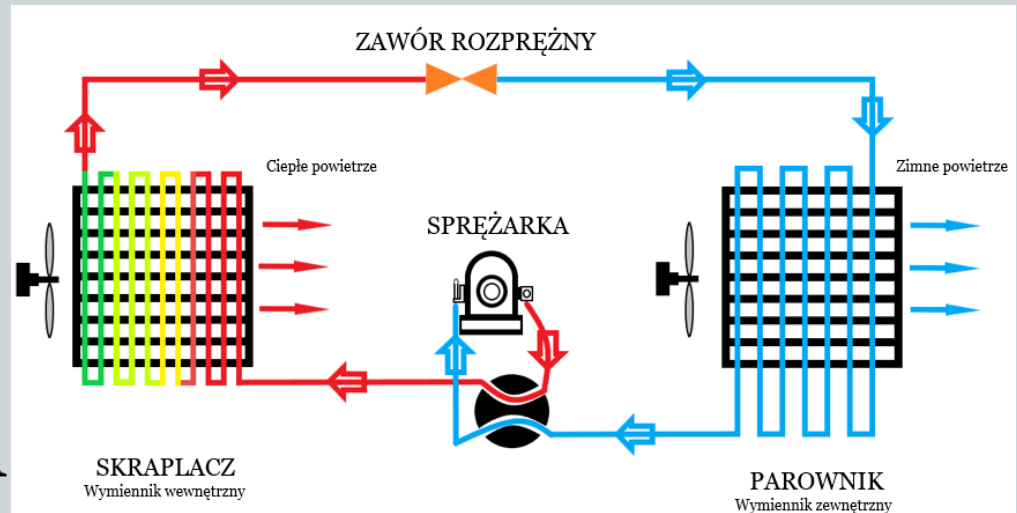 ZAWÓR ROZPRĘŻNY
Ciepłe powietrze
Zimne powietrze
SPRĘŻARKA
SKRAPLACZ
Wymiennik wewnętrzny
PAROWNIK
Wymiennik zewnętrzny